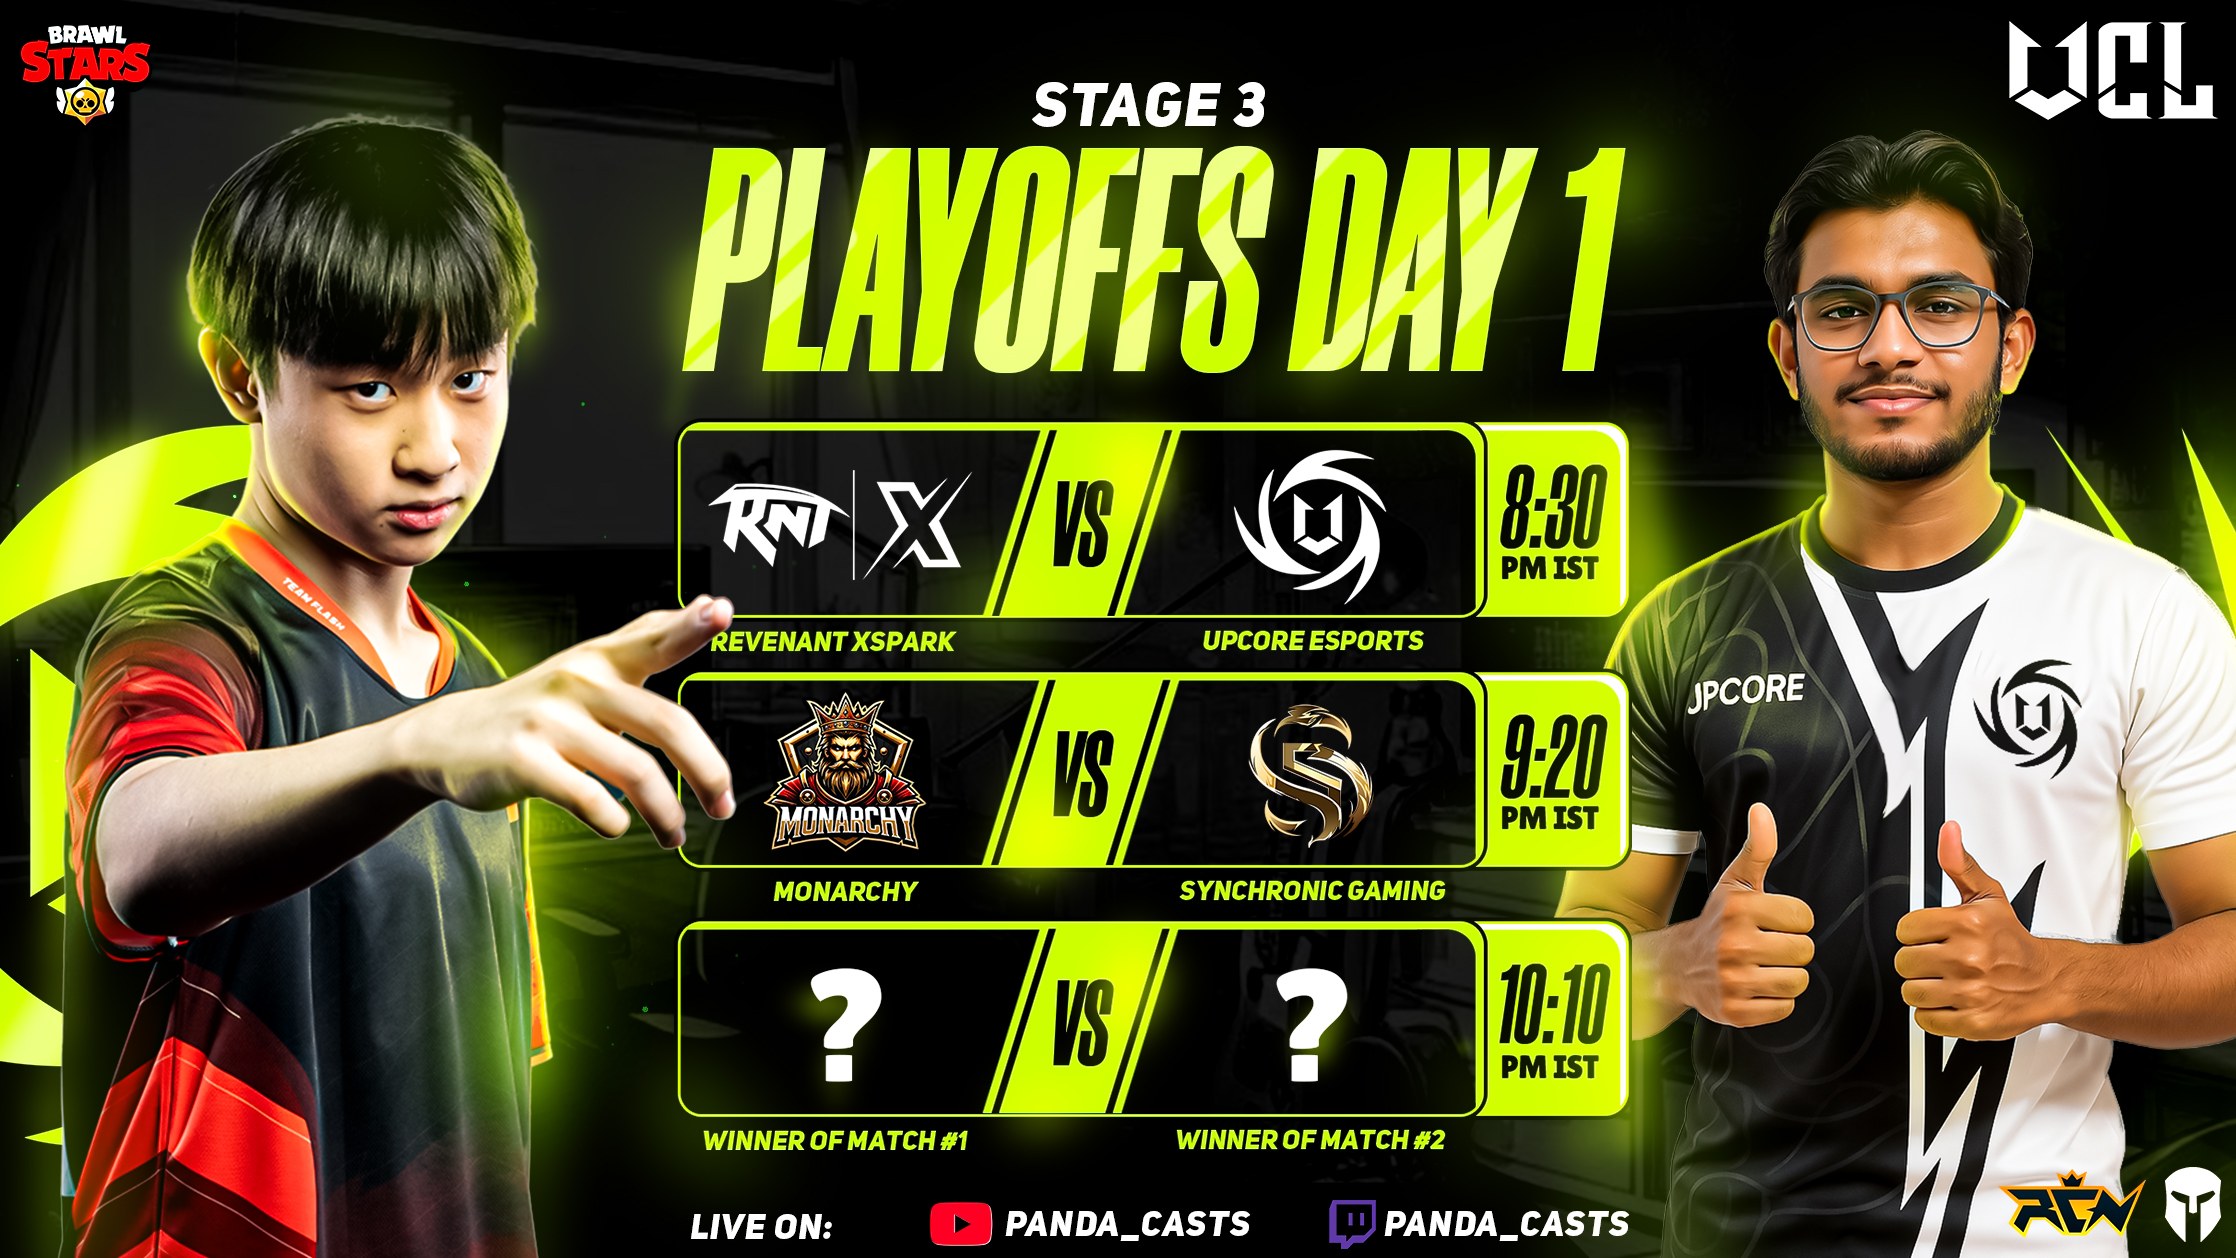 BRAWL
STARS
UCL
STAGE 3
PLAYOFFS DAY 1
RNT X
VS
8:30
PM IST
REVENANT XSPARK
UPCORE ESPORTS
TEAM FLASH
UPCORE
MONARCHY
VS
9:20
PM IST
MONARCHY
SYNCHRONIC GAMING
?
VS
?
10:10
PM IST
WINNER OF MATCH #1
WINNER OF MATCH #2
LIVE ON:
PANDA_CASTS
PANDA_CASTS